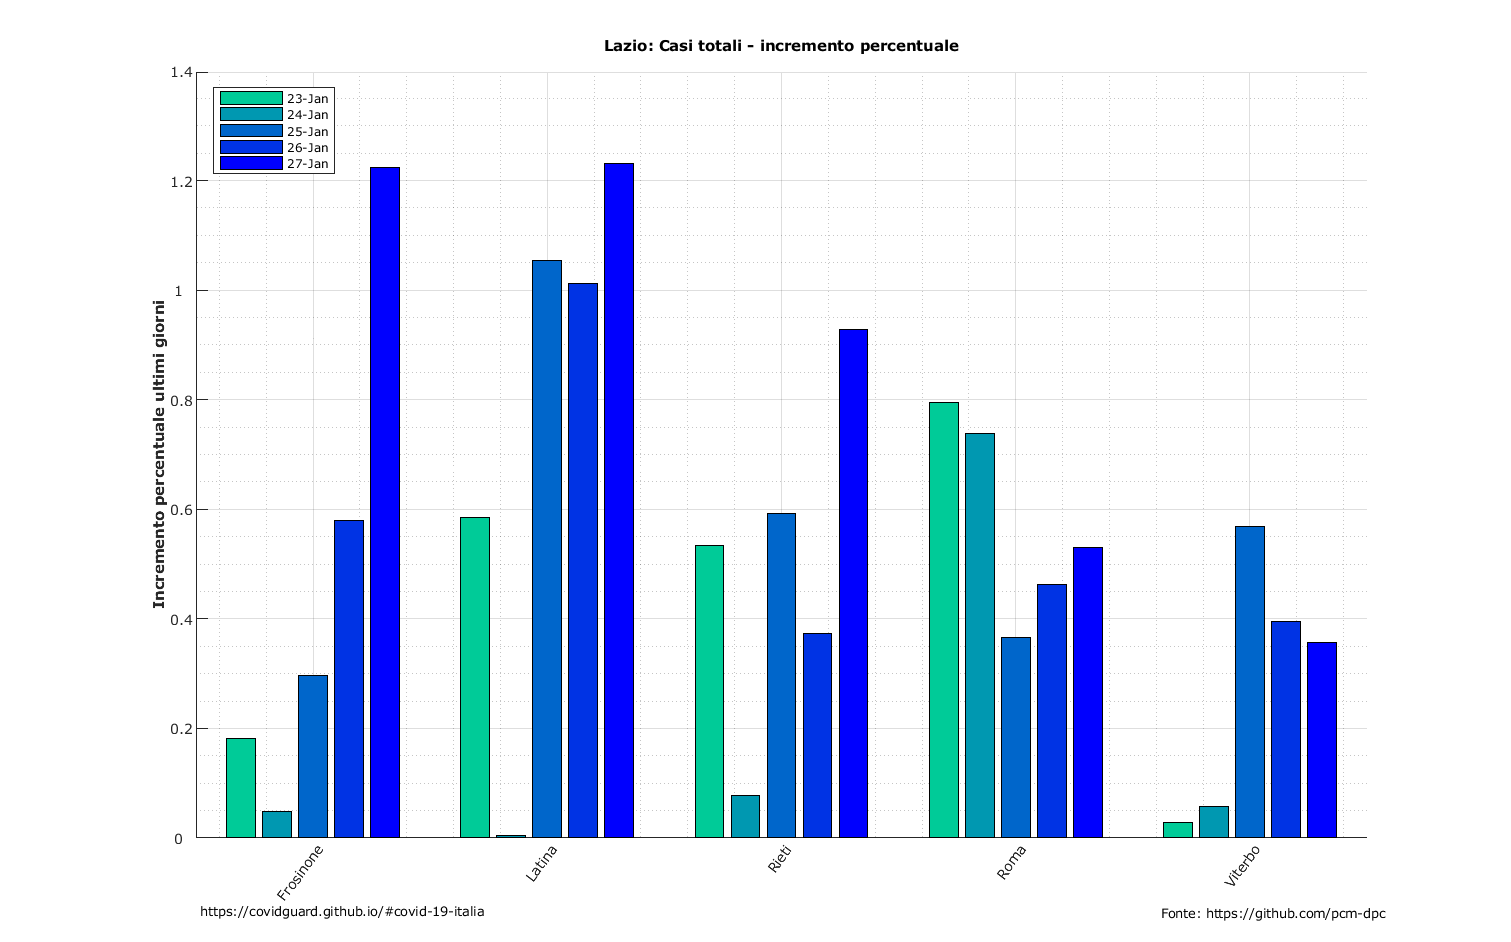 Lazio: Casi totali - incremento percentuale
23-Jan
24-Jan
25-Jan
26-Jan
27-Jan
Incremento percentuale ultimi giorni
1.4
1.2
1
0.8
0.6
0.4
0.2
0
Frosinone
Latina
Rieti
Roma
Viterbo
https://covidguard.github.io/#covid-19-italia
Fonte: https://github.com/pcm-dpc